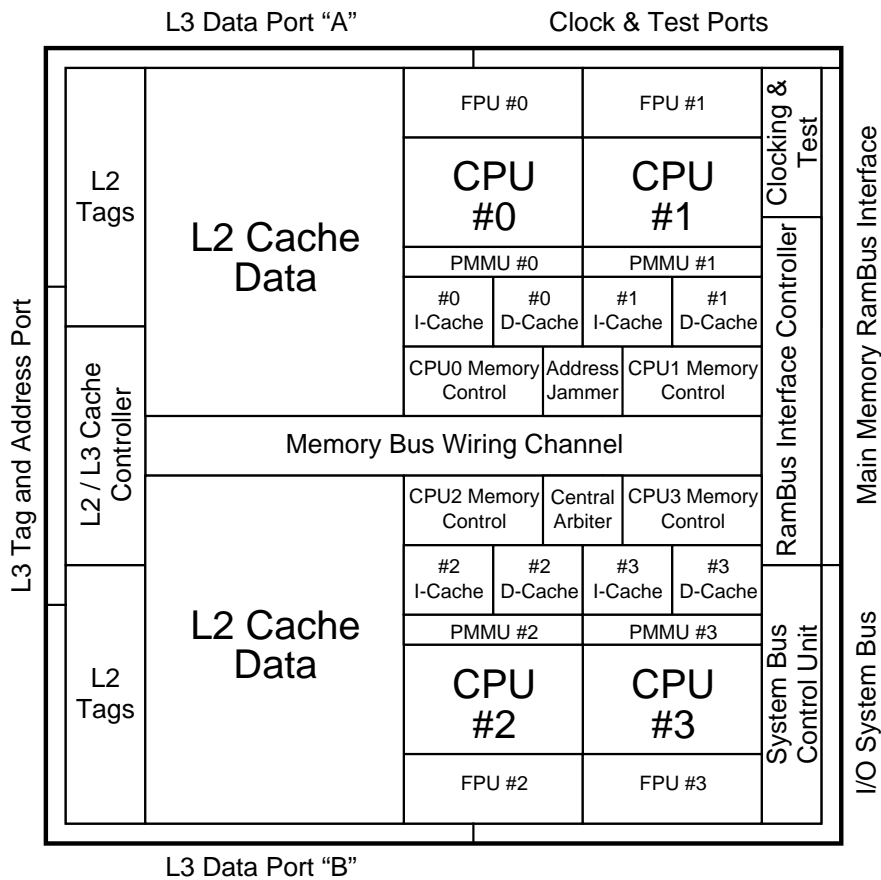 L3 Data Port “A”
Clock & Test Ports
L2
Tags
L2 Cache
Data
FPU #0
FPU #1
Clocking &
Test
CPU
#0
CPU
#1
PMMU #0
PMMU #1
#0
I-Cache
#0
D-Cache
#1
I-Cache
#1
D-Cache
CPU0 Memory
Control
Address
Jammer
CPU1 Memory
Control
RamBus Interface Controller
Main Memory RamBus Interface
L3 Tag and Address Port
L2 / L3 Cache
Controller
Memory Bus Wiring Channel
L2
Tags
L2 Cache
Data
CPU2 Memory
Control
Central
Arbiter
CPU3 Memory
Control
#2
I-Cache
#2
D-Cache
#3
I-Cache
#3
D-Cache
PMMU #2
PMMU #3
CPU
#2
CPU
#3
FPU #2
FPU #3
System Bus
Control Unit
I/O System Bus
L3 Data Port “B”